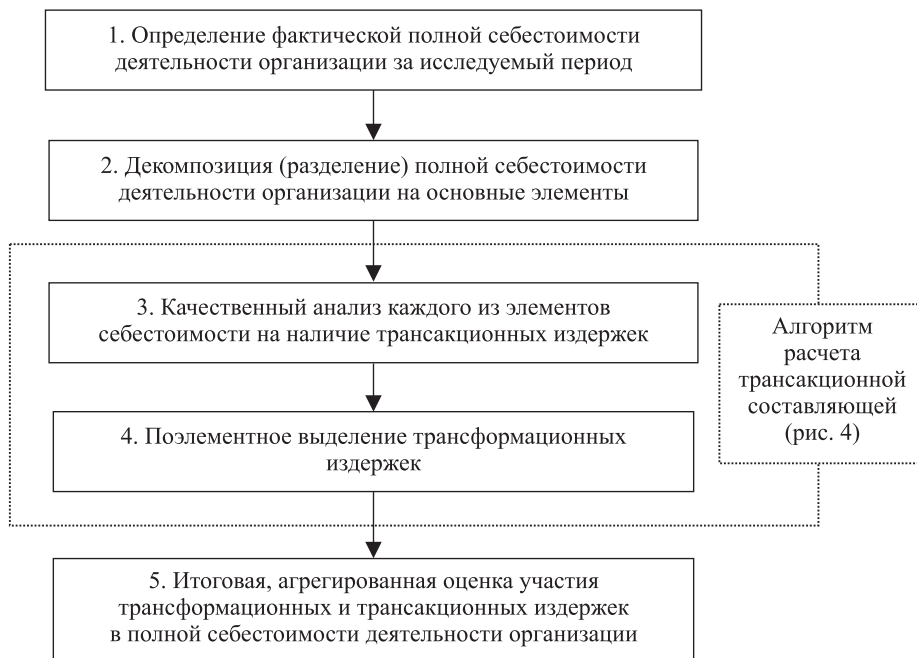 1. Определение фактической полной себестоимости
деятельности организации за исследуемый период
2. Декомпозиция (разделение) полной себестоимости
деятельности организации на основные элементы
3. Качественный анализ каждого из элементов
себестоимости на наличие трансакционных издержек
4. Поэлементное выделение трансформационных
издержек
Алгоритм
расчета
трансакционной
составляющей
(рис. 4)
5. Итоговая, агрегированная оценка участия
трансформационных и трансакционных издержек
в полной себестоимости деятельности организации